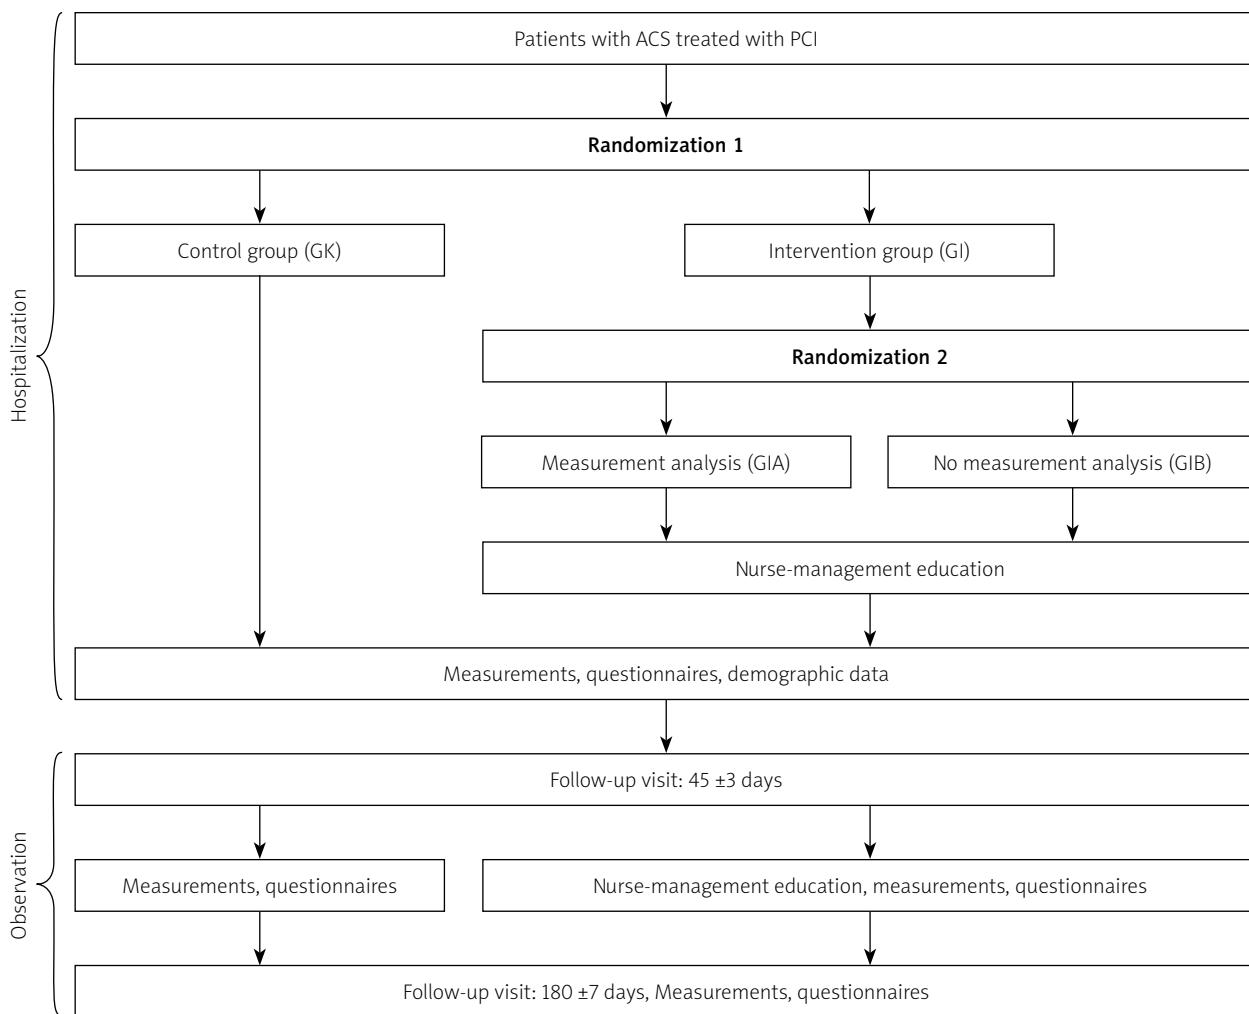 Patients with ACS treated with PCI
Randomization 1
Control group (GK)
Intervention group (GI)
Randomization 2
Measurement analysis (GIA)
No measurement analysis (GIB)
Nurse-management education
Measurements, questionnaires, demographic data
Hospitalization
Follow-up visit: 45 ±3 days
Measurements, questionnaires
Nurse-management education, measurements, questionnaires
Follow-up visit: 180 ±7 days, Measurements, questionnaires
Observation